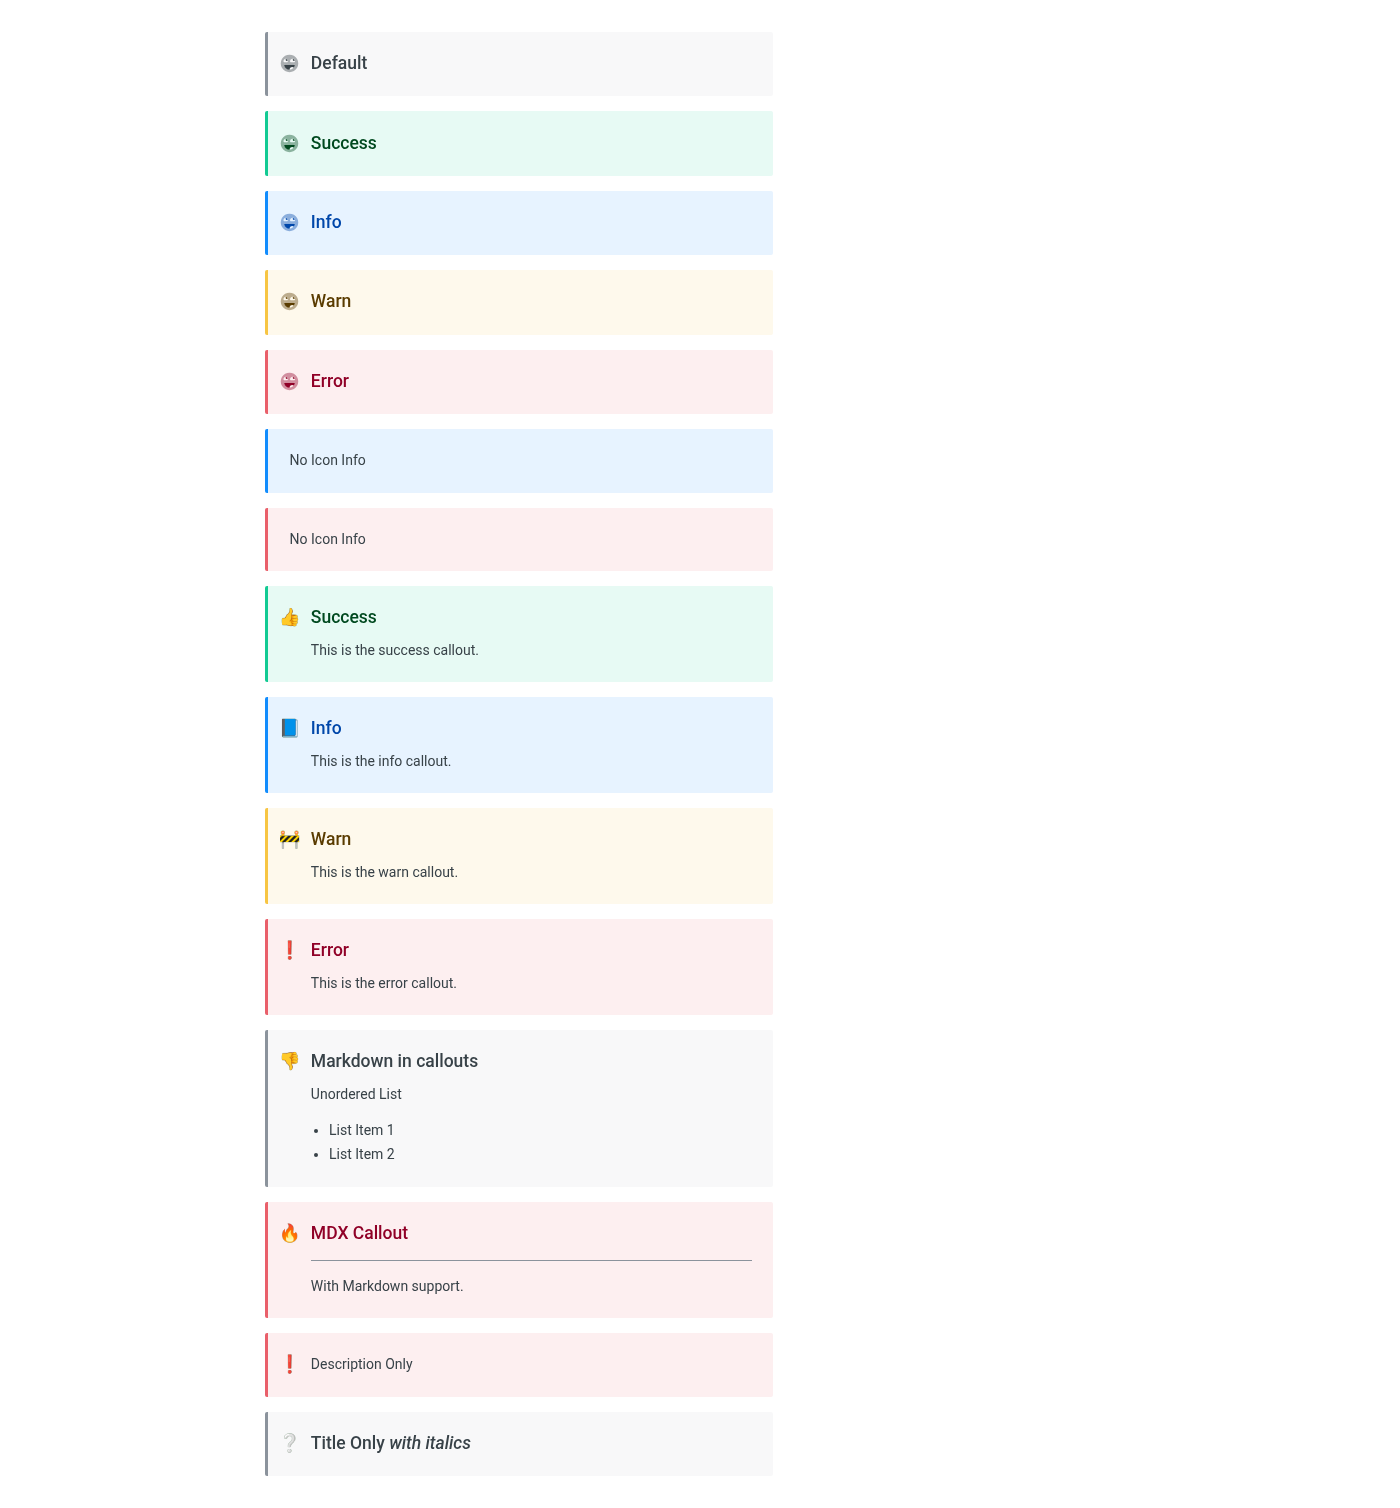 Default
Success
Info
Warn
Error
No Icon Info
No Icon Info
Success
This is the success callout.
Info
This is the info callout.
Warn
This is the warn callout.
Error
This is the error callout.
Markdown in callouts
Unordered List
• List Item 1
• List Item 2
MDX Callout
With Markdown support.
Description Only
Title Only with italics